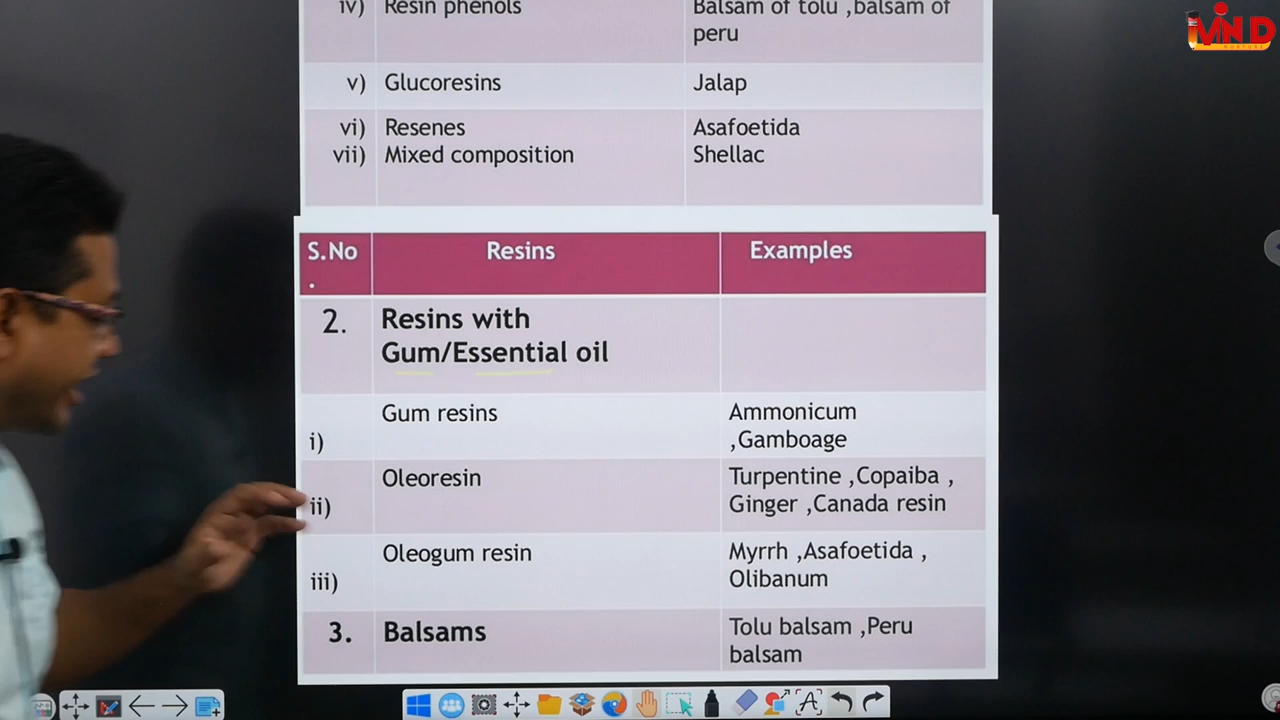 iv) Resin phenols Balsam of tolu ,balsam of
peru
v) Glucoresins Jalap
vi) Resenes Asafoetida
vii) Mixed composition Shellac
S.No
. Resins Examples
2. Resins with
Gum/Essential oil
i) Gum resins Ammonicum
,Gamboage
ii) Oleoresin Turpentine ,Copaiba ,
Ginger ,Canada resin
iii) Oleogum resin Myrrh ,Asafoetida ,
Olibanum
3. Balsams Tolu balsam ,Peru
balsam
MIND